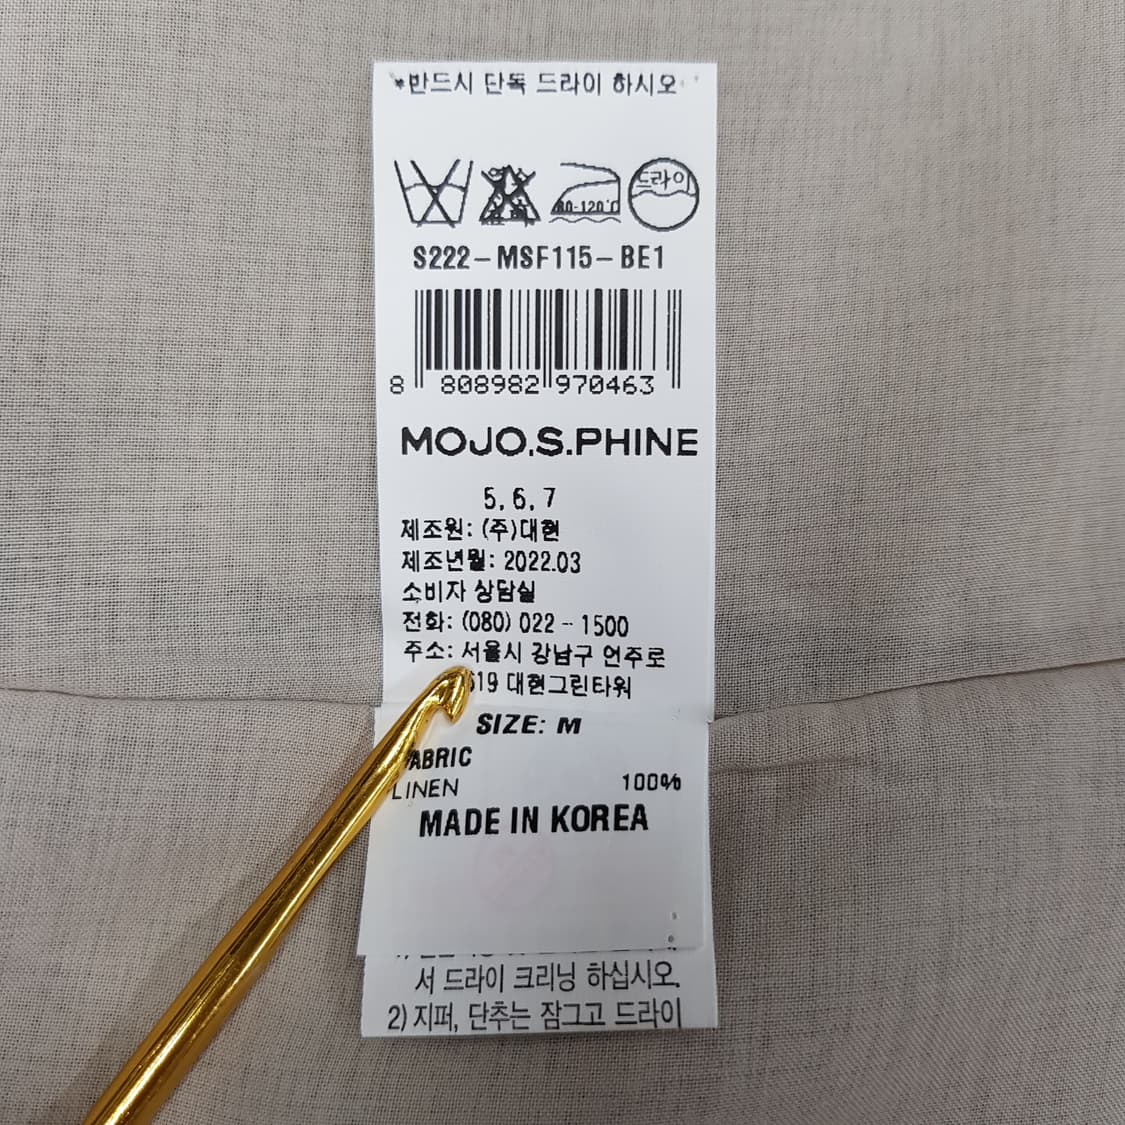 *반드시 단독 드라이 하시오
드라이
80-120℃
S222-MSF115-BE1
8 808982 970463
MOJO.S.PHINE
5, 6, 7
제조원: (주)대현
제조년월: 2022.03
소비자 상담실
전화: (080) 022-1500
주소: 서울시 강남구 언주로
619 대현그린타워
SIZE: M
FABRIC
LINEN 100%
MADE IN KOREA
서 드라이 크리닝 하십시오.
2) 지퍼, 단추는 잠그고 드라이